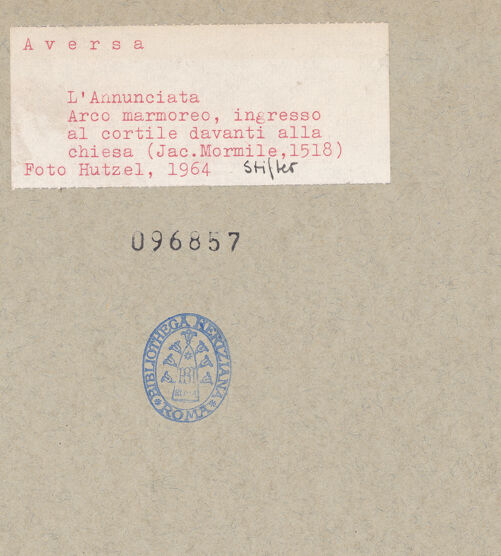 A v e r s a
L'Annunciata
Arco marmoreo, ingresso
al cortile davanti alla
chiesa (Jac.Mormile,1518)
Foto Hutzel, 1964 Stifter
096857
BIBLIOTHECA HERTZIANA
ROMA